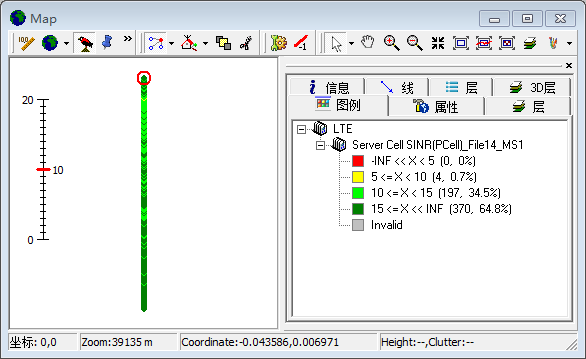 Map
»
信息
线
层
3D层
图例
属性
层
20
10
0
LTE
Server Cell SINR(PCell)_File14_MS1
-INF << X < 5 (0, 0%)
5 <= X < 10 (4, 0.7%)
10 <= X < 15 (197, 34.5%)
15 <= X << INF (370, 64.8%)
Invalid
坐标: 0,0
Zoom:39135 m
Coordinate:-0.043586,0.006971
Height:--,Clutter:--